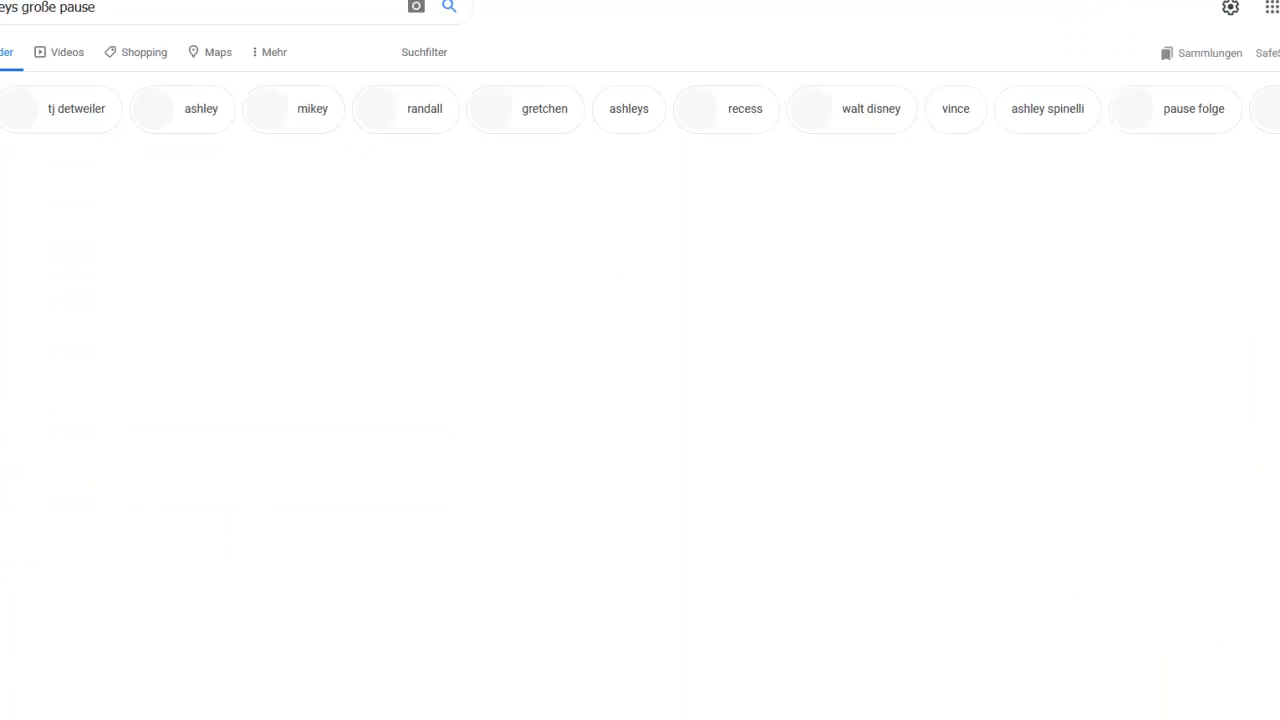 eys große pause
der Videos Shopping Maps Mehr Suchfilter Sammlungen SafeS
tj detweiler ashley mikey randall gretchen ashleys recess walt disney vince ashley spinelli pause folge